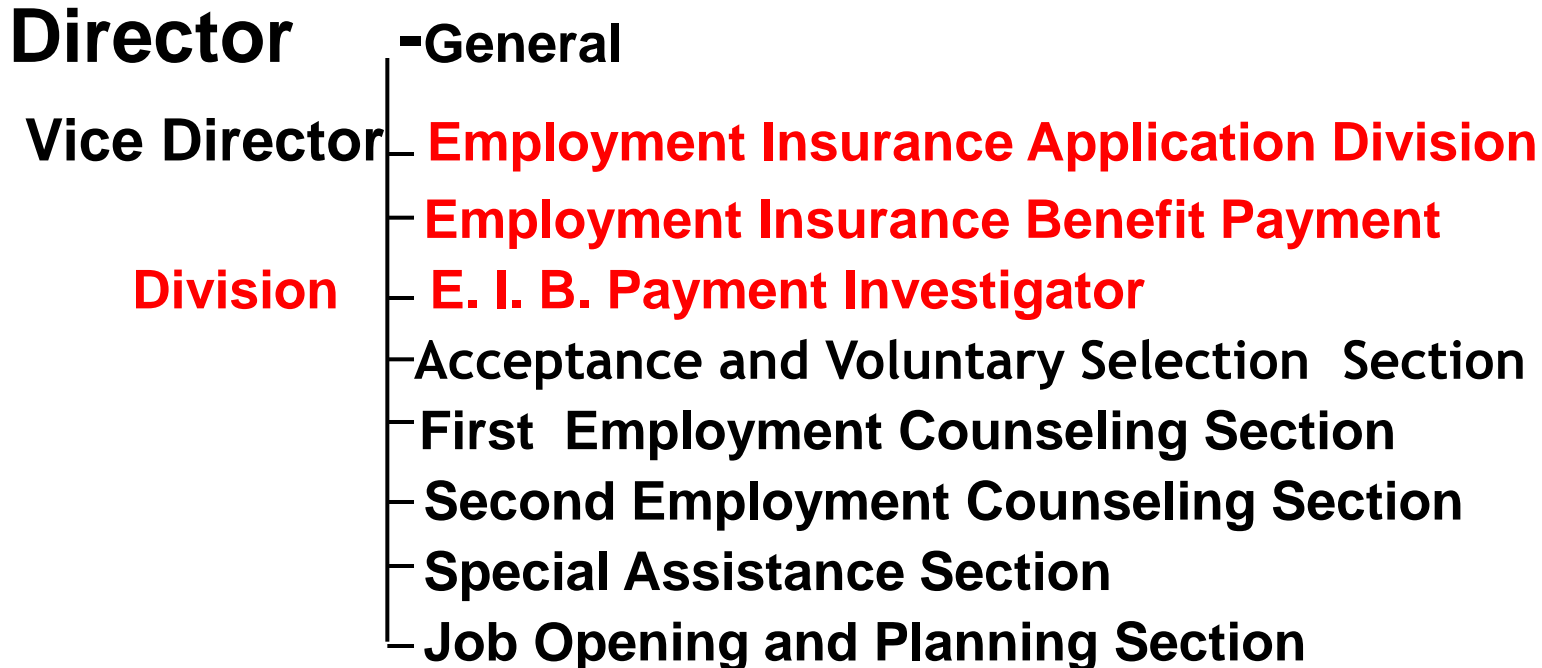 Director -General
Vice Director Employment Insurance Application Division
Employment Insurance Benefit Payment
Division E. I. B. Payment Investigator
Acceptance and Voluntary Selection Section
First Employment Counseling Section
Second Employment Counseling Section
Special Assistance Section
Job Opening and Planning Section